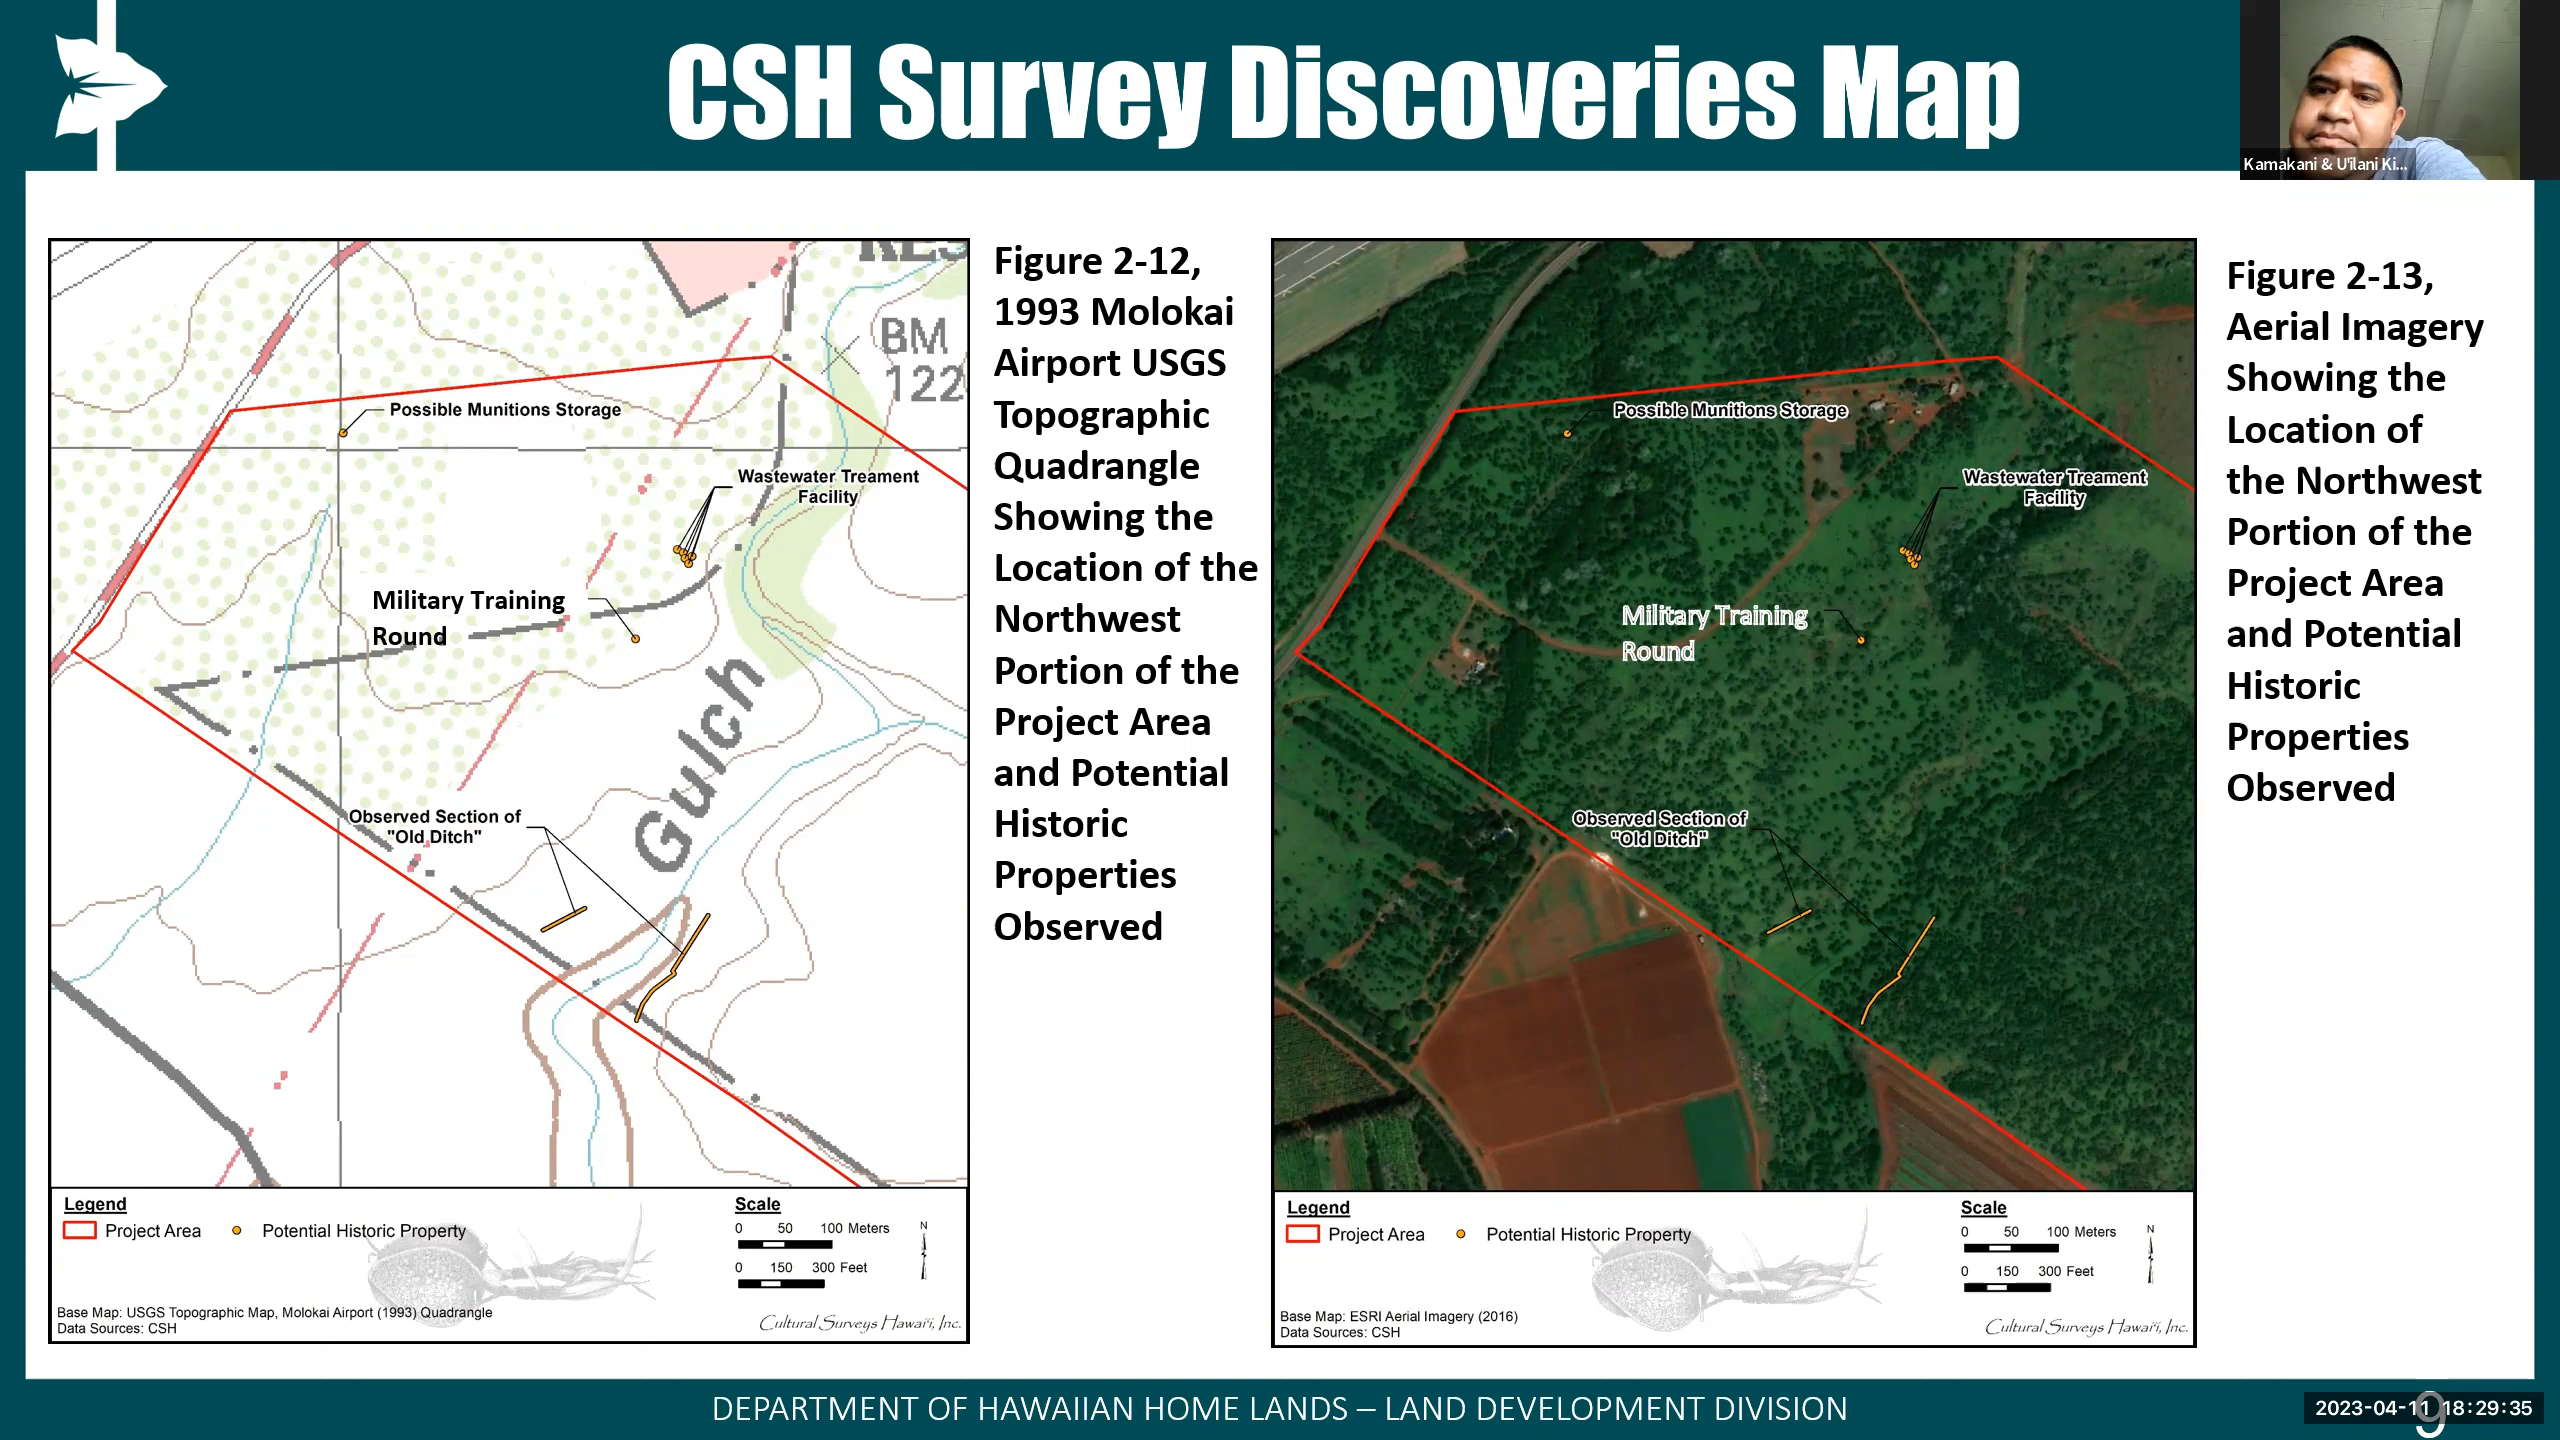 CSH Survey Discoveries Map
Kamakani & U'ilani Ki...
BM
122
Possible Munitions Storage
Wastewater Treament
Facility
Military Training
Round
Gulch
Observed Section of
"Old Ditch"
Legend
Project Area
Potential Historic Property
Scale
0 50 100 Meters
0 150 300 Feet
N
Base Map: USGS Topographic Map, Molokai Airport (1993) Quadrangle
Data Sources: CSH
Cultural Surveys Hawai'i, Inc.
Figure 2-12,
1993 Molokai
Airport USGS
Topographic
Quadrangle
Showing the
Location of the
Northwest
Portion of the
Project Area
and Potential
Historic
Properties
Observed
Possible Munitions Storage
Wastewater Treament
Facility
Military Training
Round
Observed Section of
"Old Ditch"
Legend
Project Area
Potential Historic Property
Scale
0 50 100 Meters
0 150 300 Feet
N
Base Map: ESRI Aerial Imagery (2016)
Data Sources: CSH
Cultural Surveys Hawai'i, Inc.
Figure 2-13,
Aerial Imagery
Showing the
Location of
the Northwest
Portion of the
Project Area
and Potential
Historic
Properties
Observed
DEPARTMENT OF HAWAIIAN HOME LANDS – LAND DEVELOPMENT DIVISION
9
2023-04-11 18:29:35